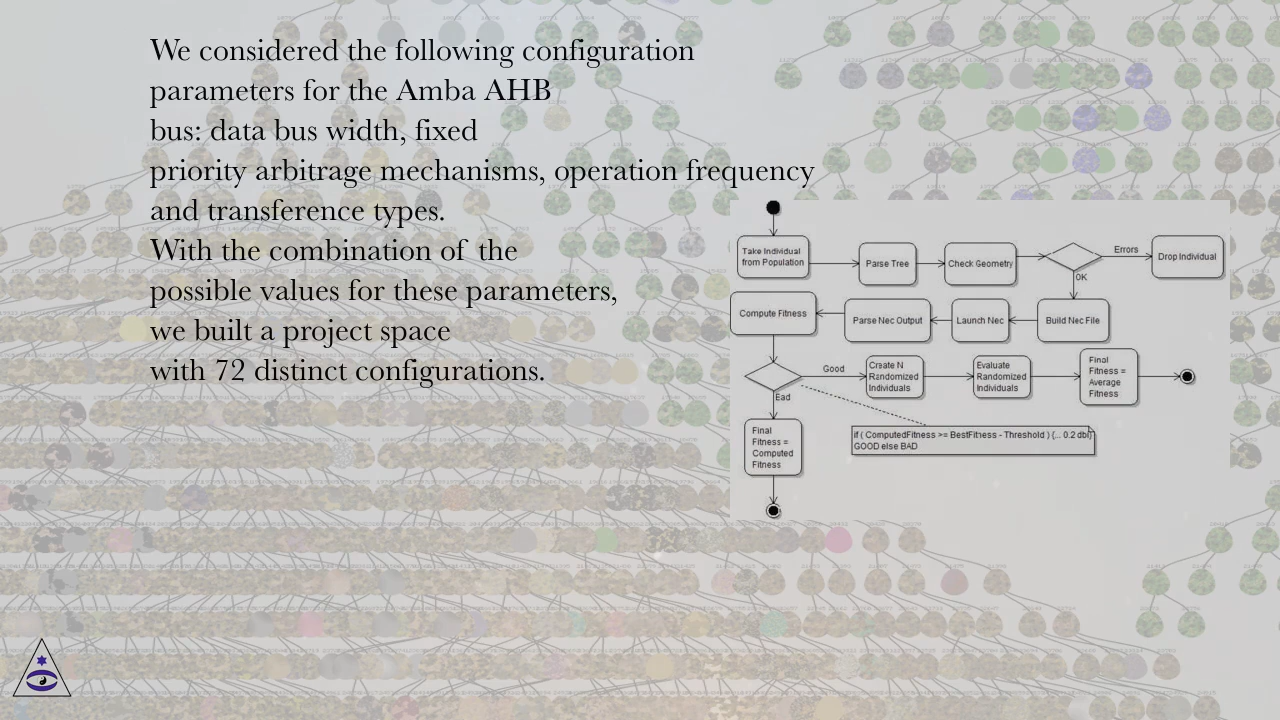 We considered the following configuration
parameters for the Amba AHB
bus: data bus width, fixed
priority arbitrage mechanisms, operation frequency
and transference types.
With the combination of the
possible values for these parameters,
we built a project space
with 72 distinct configurations.
Take Individual
from Population
Parse Tree
Check Geometry
Errors
Drop Individual
OK
Compute Fitness
Parse Nec Output
Launch Nec
Build Nec File
Good
Create N
Randomized
Individuals
Evaluate
Randomized
Individuals
Final
Fitness =
Average
Fitness
Ead
Final
Fitness =
Computed
Fitness
if ( ComputedFitness >= BestFitness - Threshold ) {... 0.2 dbi}
GOOD else BAD